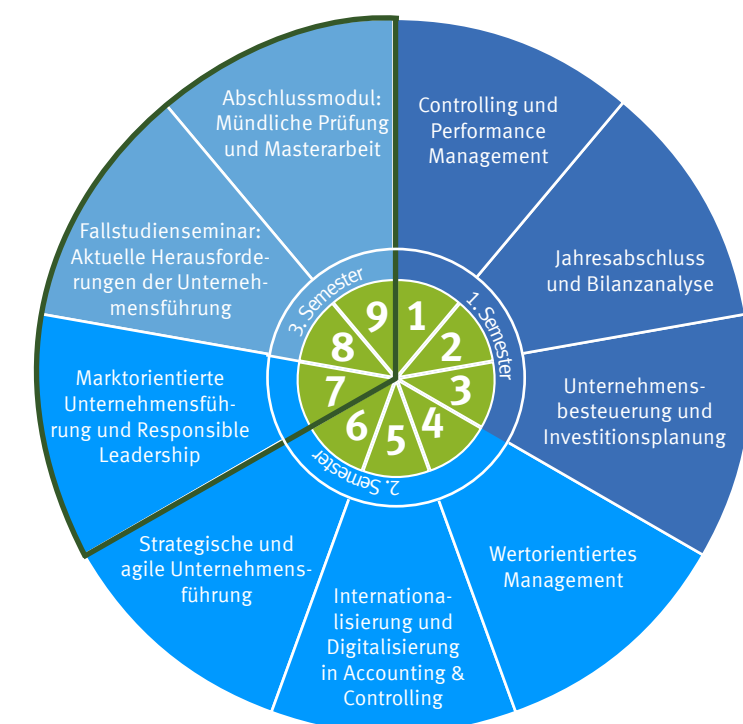 Controlling und
Performance
Management
Jahresabschluss
und Bilanzanalyse
Unternehmens-
besteuerung und
Investitionsplanung
Wertorientiertes
Management
Internationa-
lisierung und
Digitalisierung
in Accounting &
Controlling
Strategische und
agile Unternehmens-
führung
Marktorientierte
Unternehmensfüh-
rung und Responsible
Leadership
Fallstudienseminar:
Aktuelle Herausforde-
rungen der Unterneh-
mensführung
Abschlussmodul:
Mündliche Prüfung
und Masterarbeit
1. Semester
2. Semester
3. Semester
1
2
3
4
5
6
7
8
9